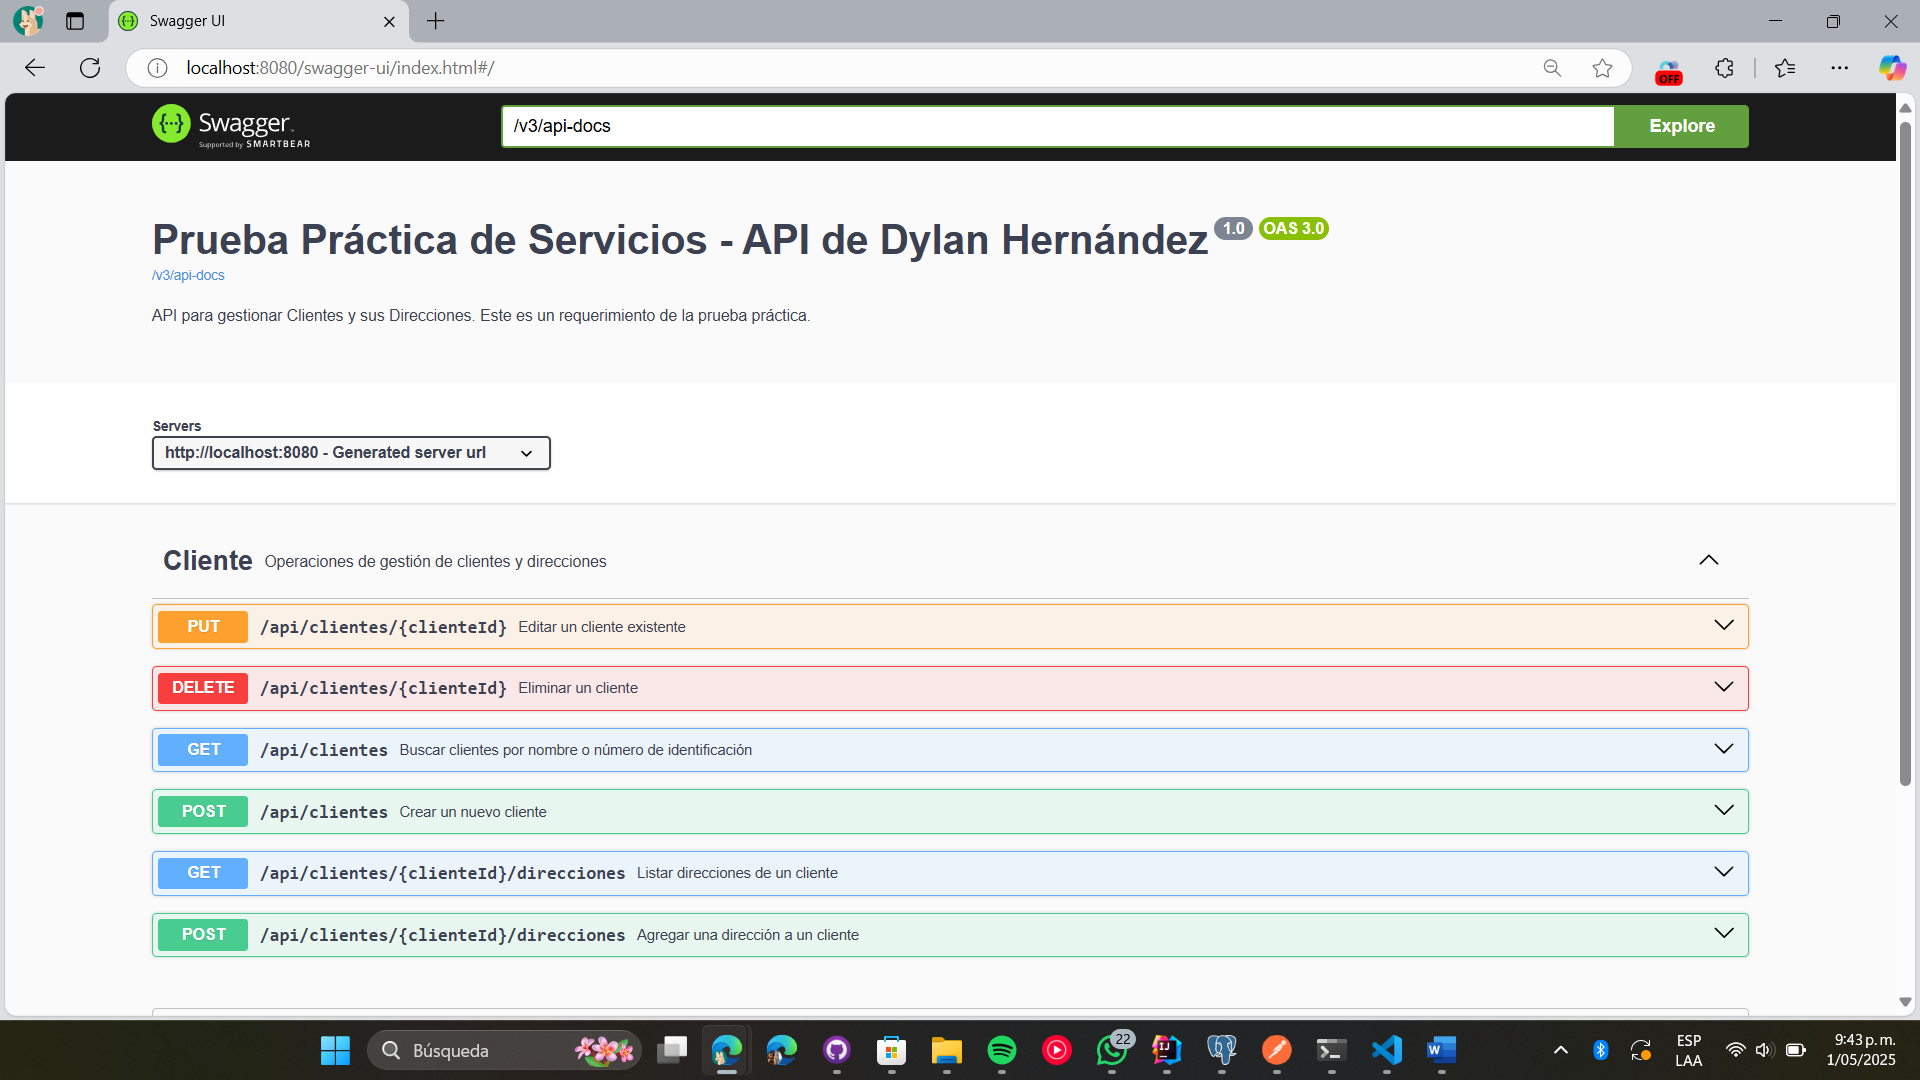 Swagger UI
localhost:8080/swagger-ui/index.html#/
OFF
Swagger
Supported by SMARTBEAR
/v3/api-docs
Explore
Prueba Práctica de Servicios - API de Dylan Hernández 1.0 OAS 3.0
/v3/api-docs
API para gestionar Clientes y sus Direcciones. Este es un requerimiento de la prueba práctica.
Servers
http://localhost:8080 - Generated server url
Cliente Operaciones de gestión de clientes y direcciones
PUT /api/clientes/{clienteId} Editar un cliente existente
DELETE /api/clientes/{clienteId} Eliminar un cliente
GET /api/clientes Buscar clientes por nombre o número de identificación
POST /api/clientes Crear un nuevo cliente
GET /api/clientes/{clienteId}/direcciones Listar direcciones de un cliente
POST /api/clientes/{clienteId}/direcciones Agregar una dirección a un cliente
Búsqueda
22
ESP
LAA
9:43 p. m.
1/05/2025